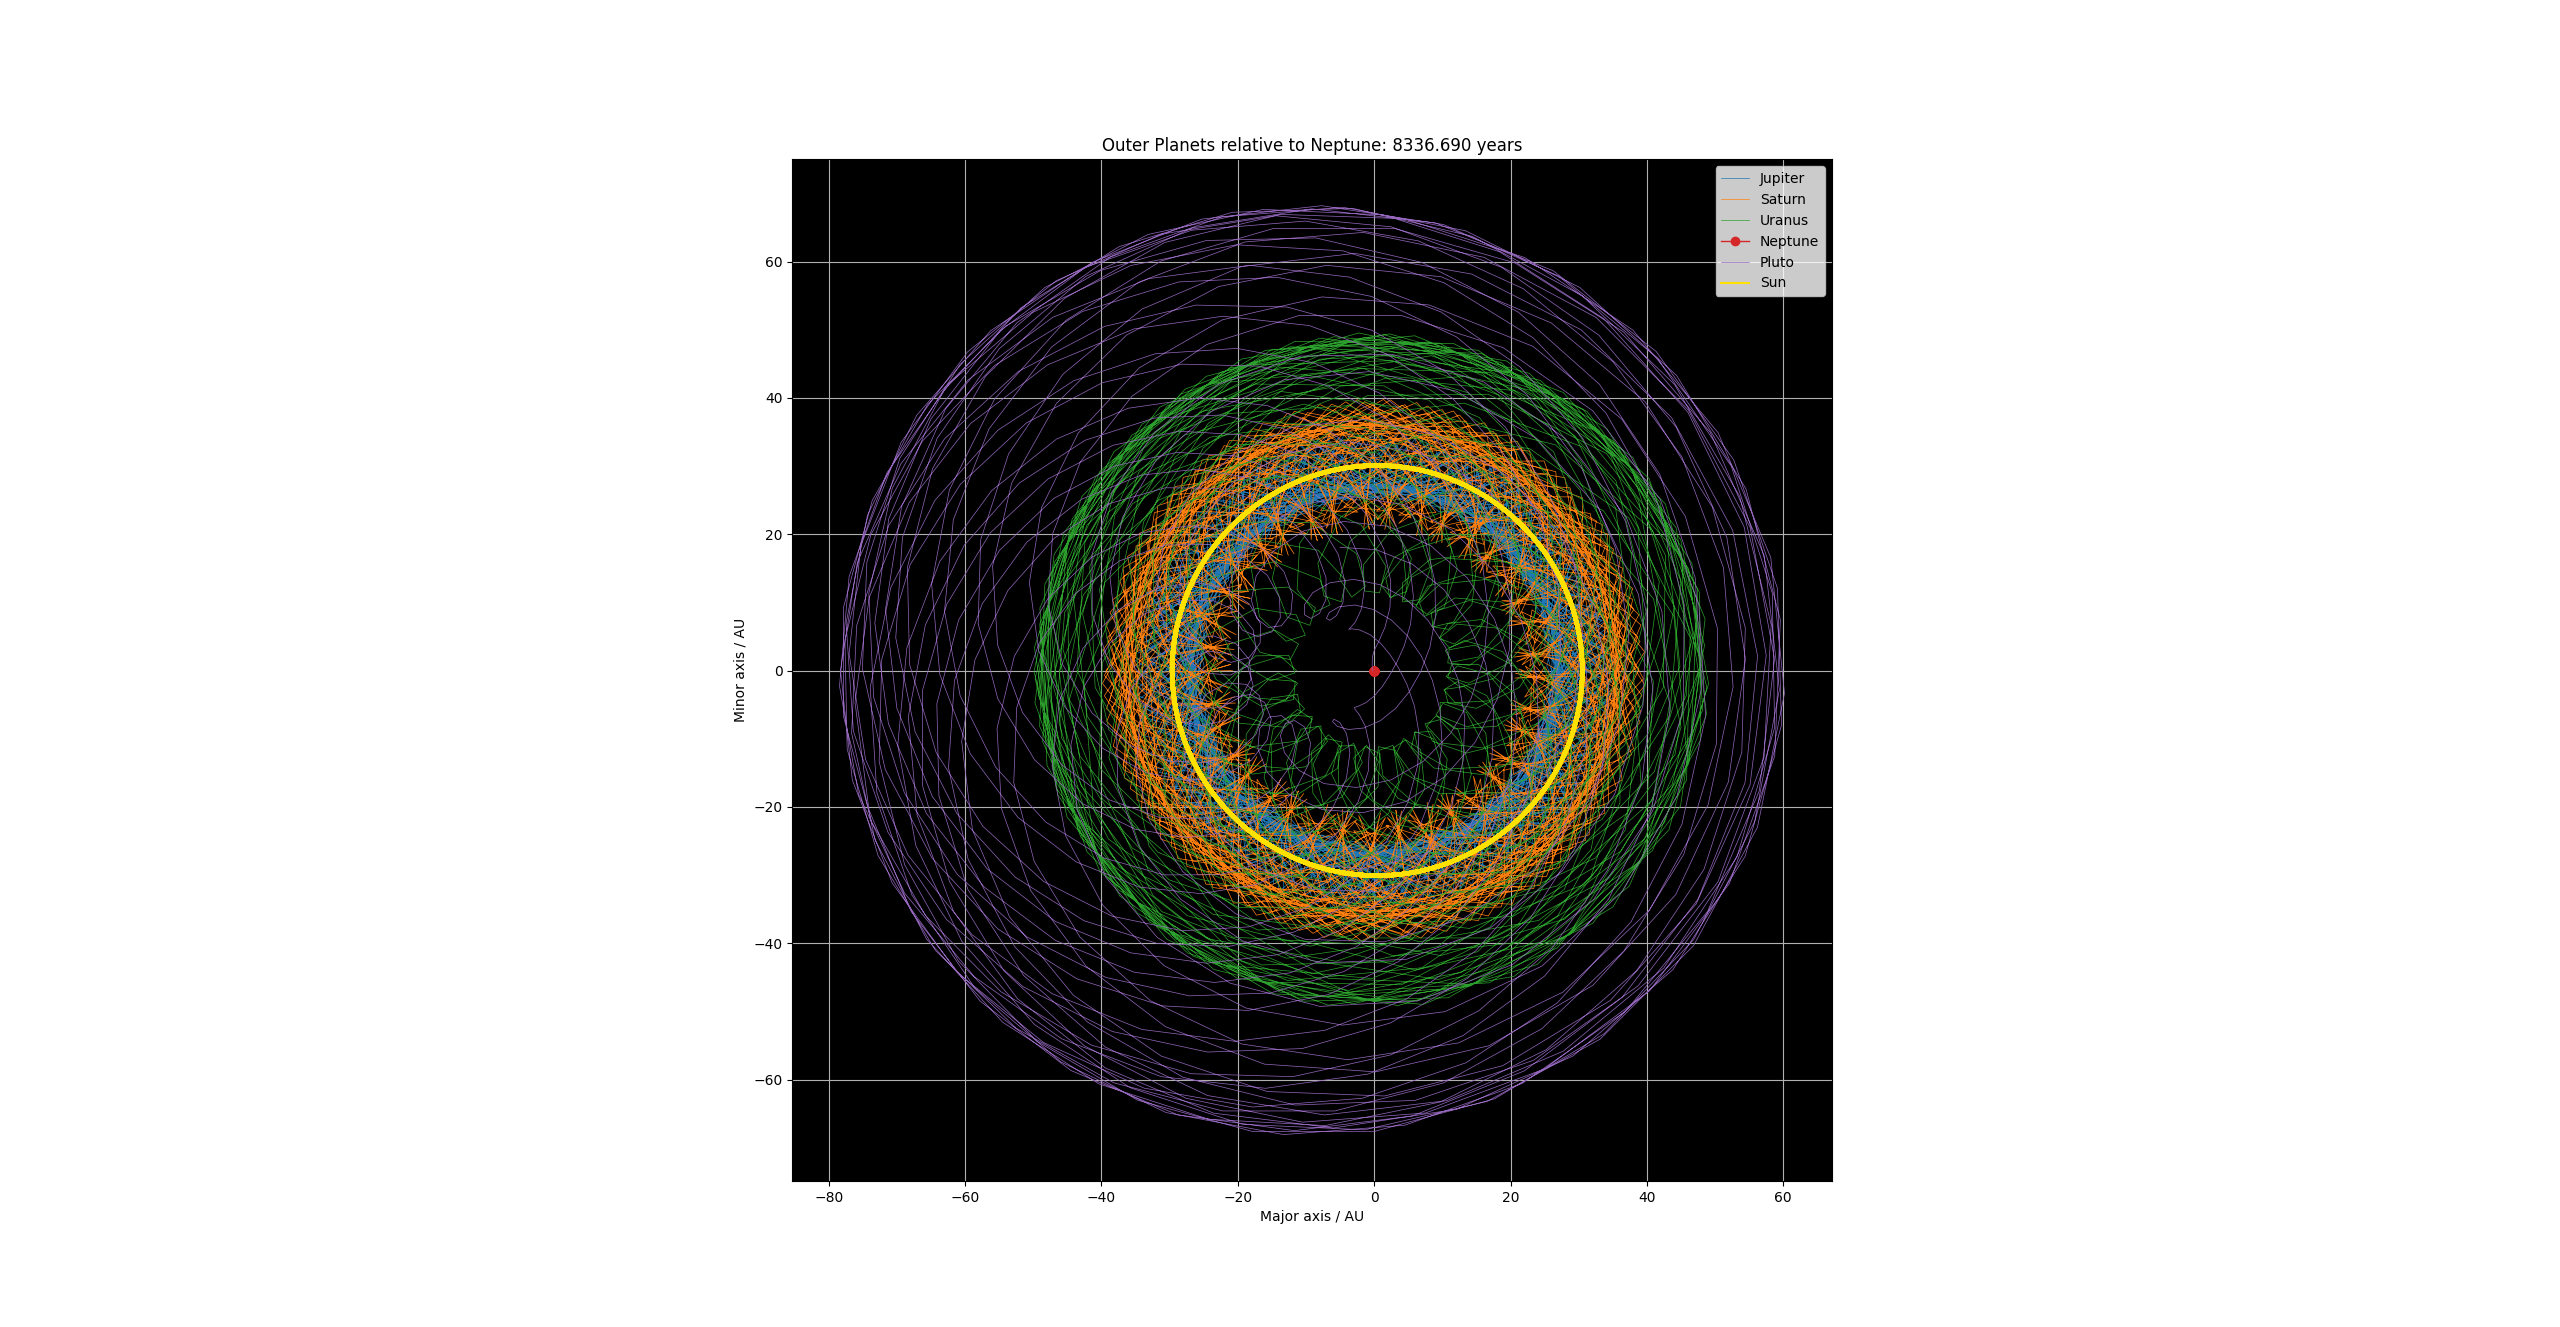 Outer Planets relative to Neptune: 8336.690 years
Jupiter
Saturn
Uranus
Neptune
Pluto
Sun
60
40
20
0
−20
−40
−60
Minor axis / AU
−80 −60 −40 −20 0 20 40 60
Major axis / AU